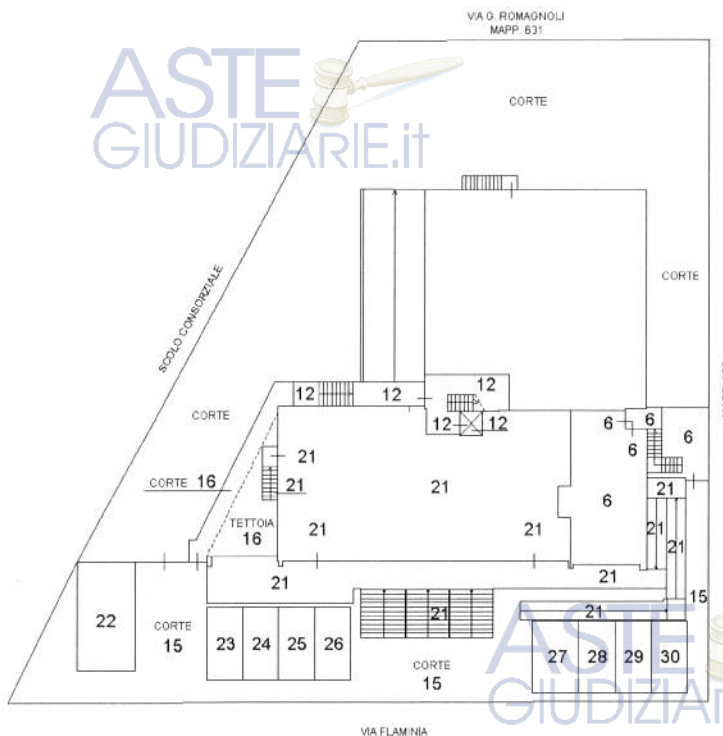 VIA G. ROMAGNOLI
MAPP. 631
ASTE
GIUDIZIARIE.it
CORTE
CORTE
SCOLO CONSORZIALE
12
12
12
12
12
6
6
6
6
6
CORTE
CORTE 16
21
21
21
21
21
21
21
21
TETTOIA
16
21
21
21
21
15
22
CORTE
15
23
24
25
26
CORTE
15
27
28
29
30
ASTE
GIUDIZIARIE
VIA FLAMINIA